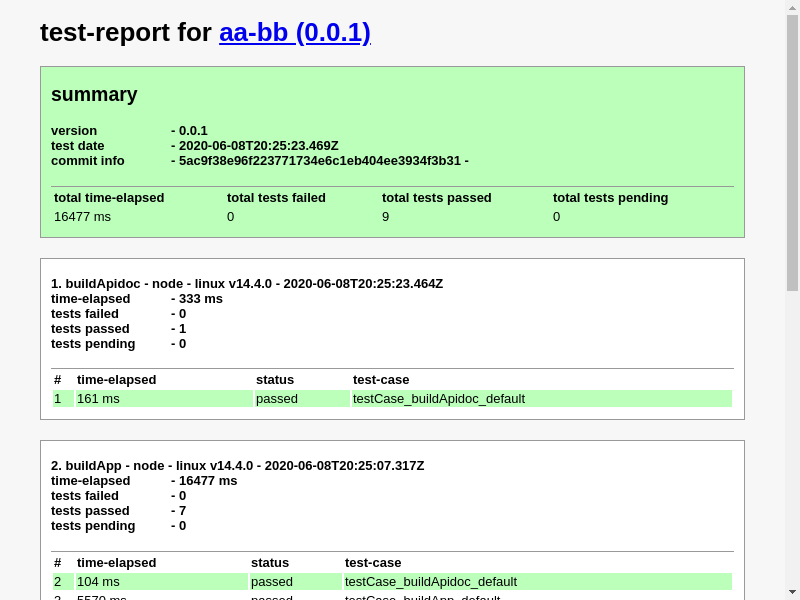 test-report for aa-bb (0.0.1)
summary
version - 0.0.1
test date - 2020-06-08T20:25:23.469Z
commit info - 5ac9f38e96f223771734e6c1eb404ee3934f3b31 -
total time-elapsed total tests failed total tests passed total tests pending
16477 ms 0 9 0
1. buildApidoc - node - linux v14.4.0 - 2020-06-08T20:25:23.464Z
time-elapsed - 333 ms
tests failed - 0
tests passed - 1
tests pending - 0
# time-elapsed status test-case
1 161 ms passed testCase_buildApidoc_default
2. buildApp - node - linux v14.4.0 - 2020-06-08T20:25:07.317Z
time-elapsed - 16477 ms
tests failed - 0
tests passed - 7
tests pending - 0
# time-elapsed status test-case
2 104 ms passed testCase_buildApidoc_default
3 5570 ms passed testCase_buildApp_default